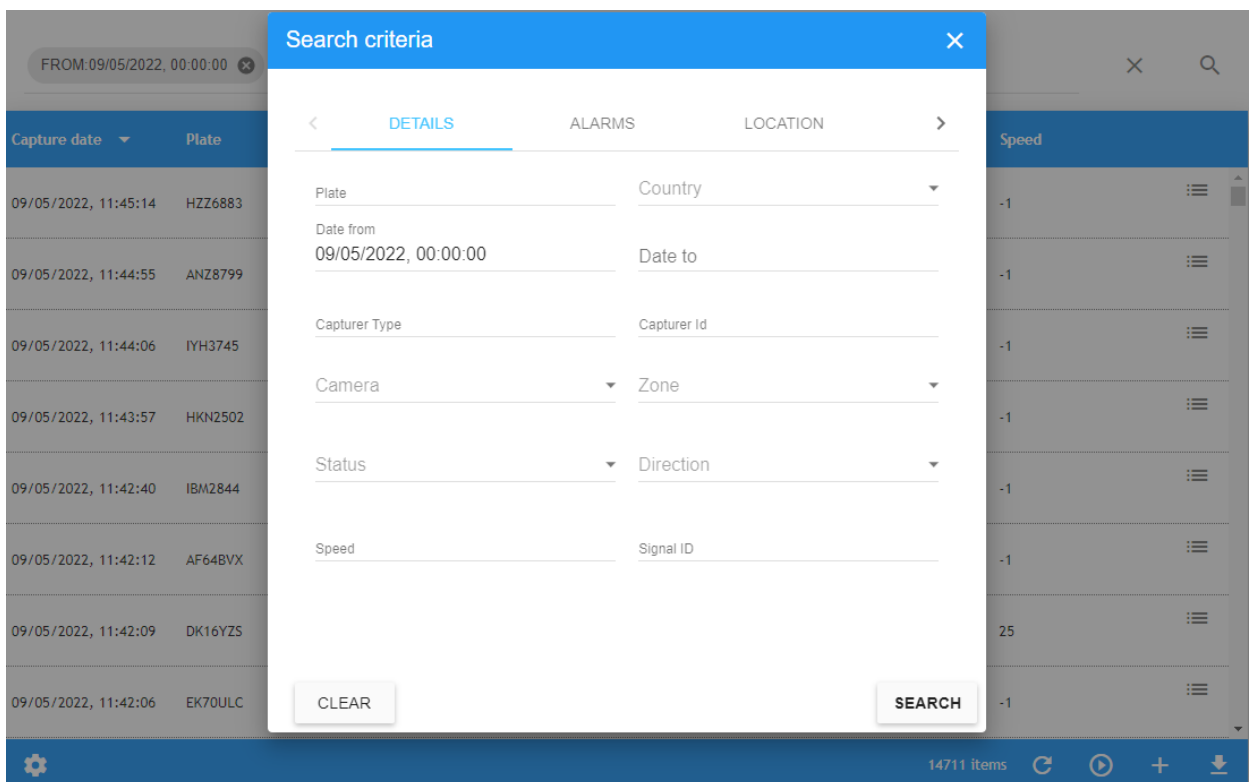 Search criteria
FROM:09/05/2022, 00:00:00
DETAILS ALARMS LOCATION
Capture date Plate Speed
Plate Country
09/05/2022, 11:45:14 HZZ6883 -1
Date from
09/05/2022, 00:00:00 Date to
09/05/2022, 11:44:55 ANZ8799 -1
Capturer Type Capturer Id
09/05/2022, 11:44:06 IYH3745 -1
Camera Zone
09/05/2022, 11:43:57 HKN2502 -1
Status Direction
09/05/2022, 11:42:40 IBM2844 -1
Speed Signal ID
09/05/2022, 11:42:12 AF64BVX -1
09/05/2022, 11:42:09 DK16YZS 25
09/05/2022, 11:42:06 EK70ULC -1
CLEAR SEARCH
14711 items